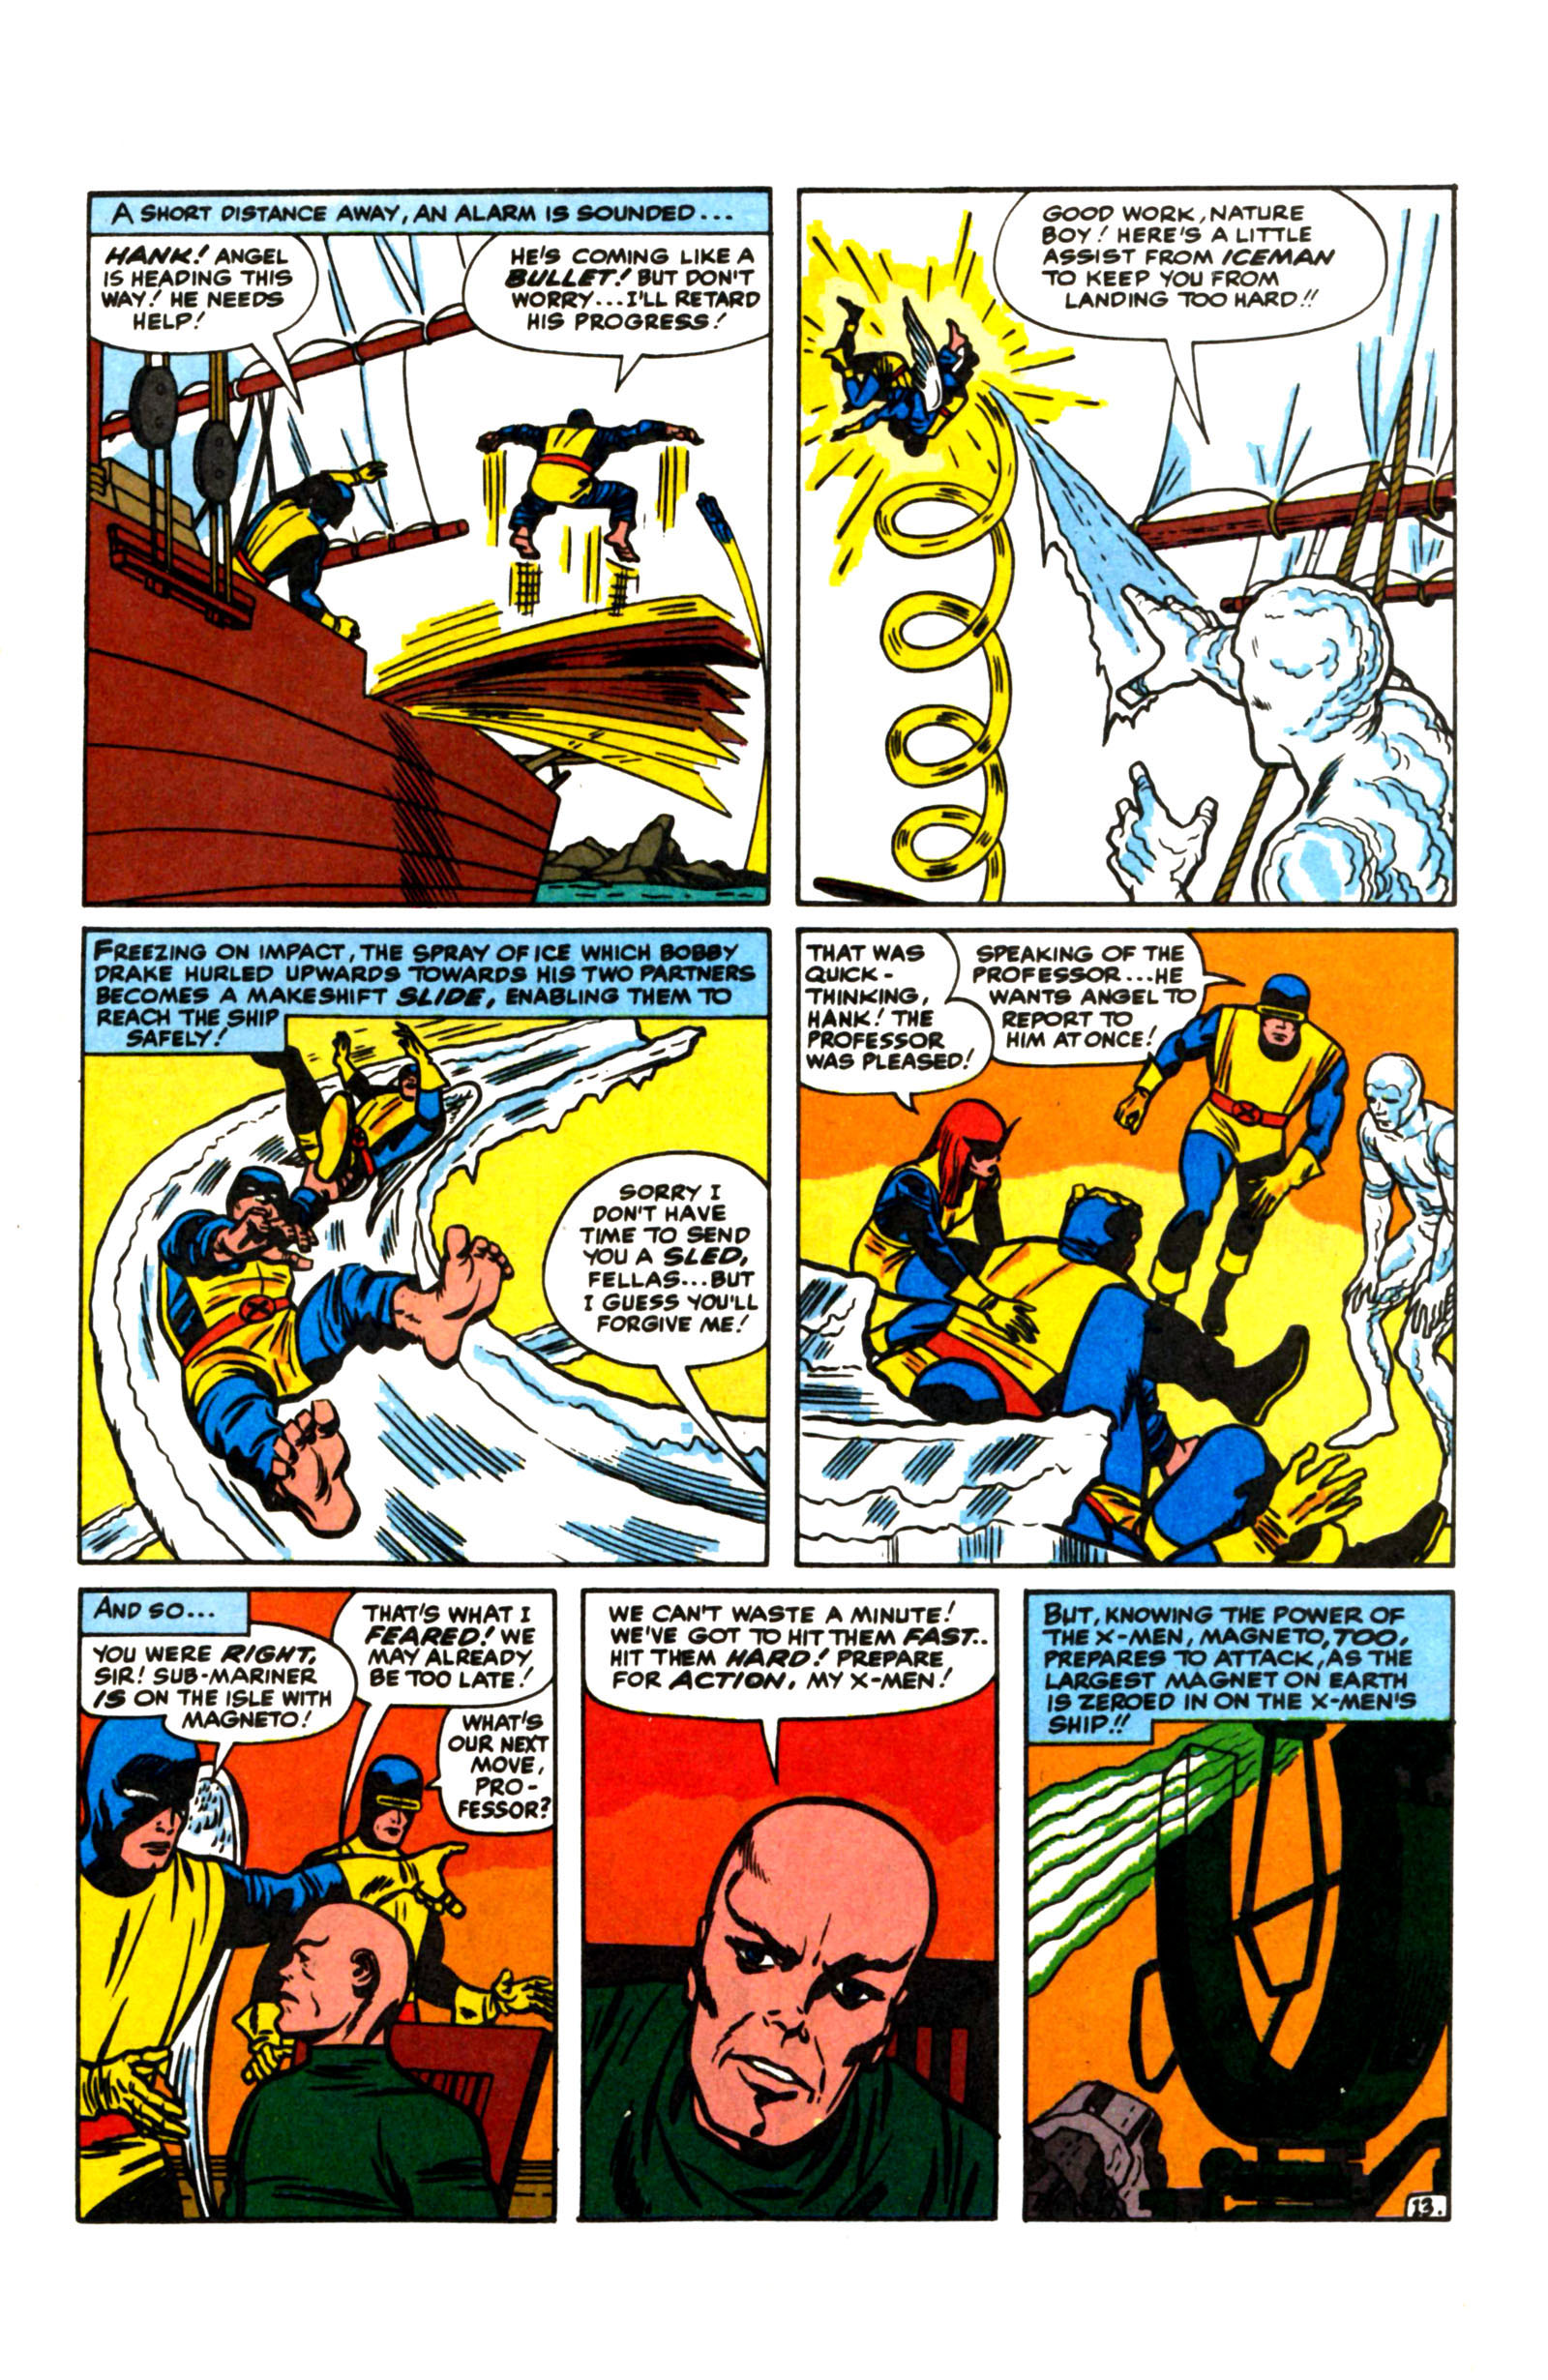 A SHORT DISTANCE AWAY, AN ALARM IS SOUNDED...
HANK! ANGEL
IS HEADING THIS
WAY! HE NEEDS
HELP!
HE'S COMING LIKE A
BULLET! BUT DON'T
WORRY...I'LL RETARD
HIS PROGRESS!
GOOD WORK, NATURE
BOY! HERE'S A LITTLE
ASSIST FROM ICEMAN
TO KEEP YOU FROM
LANDING TOO HARD!!
FREEZING ON IMPACT, THE SPRAY OF ICE WHICH BOBBY
DRAKE HURLED UPWARDS TOWARDS HIS TWO PARTNERS
BECOMES A MAKESHIFT SLIDE, ENABLING THEM TO
REACH THE SHIP
SAFELY!
SORRY I
DON'T HAVE
TIME TO SEND
YOU A SLED,
FELLAS...BUT
I GUESS YOU'LL
FORGIVE ME!
THAT WAS
QUICK-
THINKING,
HANK! THE
PROFESSOR
WAS PLEASED!
SPEAKING OF THE
PROFESSOR...HE
WANTS ANGEL TO
REPORT TO
HIM AT ONCE!
AND SO...
YOU WERE RIGHT,
SIR! SUB-MARINER
IS ON THE ISLE WITH
MAGNETO!
THAT'S WHAT I
FEARED! WE
MAY ALREADY
BE TOO LATE!
WHAT'S
OUR NEXT
MOVE,
PRO-
FESSOR?
WE CAN'T WASTE A MINUTE!
WE'VE GOT TO HIT THEM FAST..
HIT THEM HARD! PREPARE
FOR ACTION, MY X-MEN!
BUT, KNOWING THE POWER OF
THE X-MEN, MAGNETO, TOO,
PREPARES TO ATTACK, AS THE
LARGEST MAGNET ON EARTH
IS ZEROED IN ON THE X-MEN'S
SHIP!!
13.